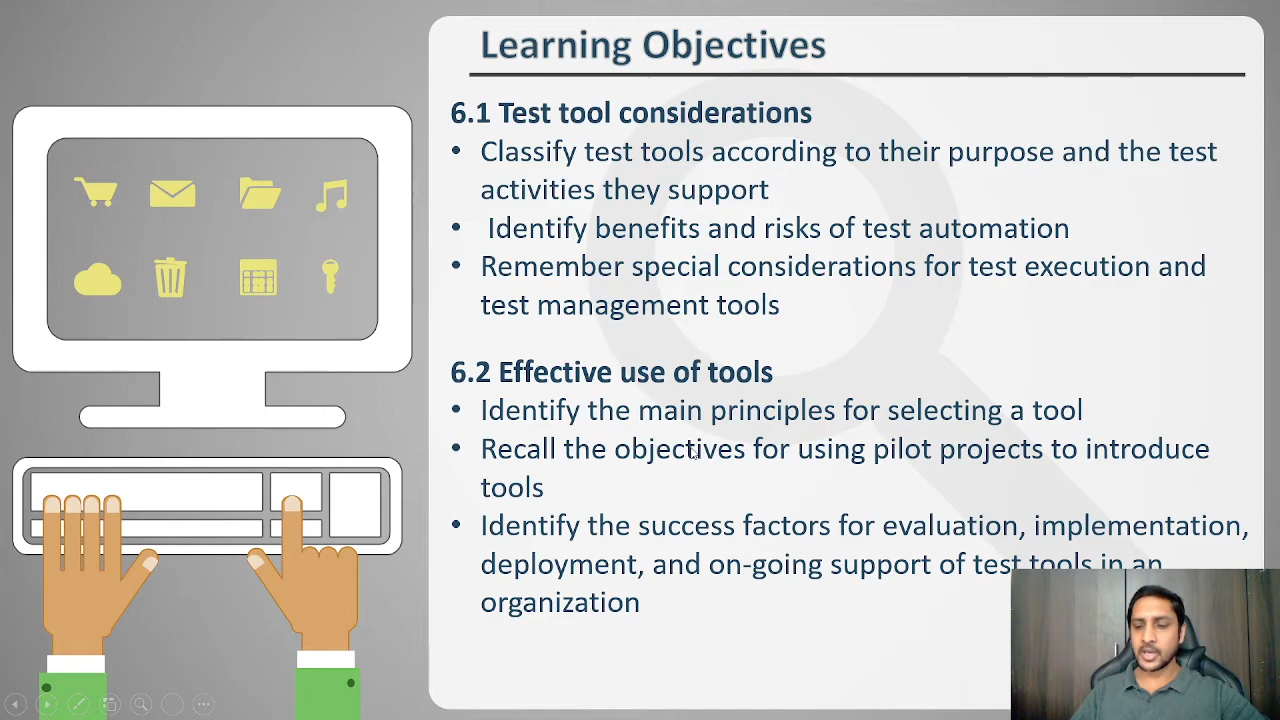 Learning Objectives
6.1 Test tool considerations
• Classify test tools according to their purpose and the test
activities they support
• Identify benefits and risks of test automation
• Remember special considerations for test execution and
test management tools
6.2 Effective use of tools
• Identify the main principles for selecting a tool
• Recall the objectives for using pilot projects to introduce
tools
• Identify the success factors for evaluation, implementation,
deployment, and on-going support of test tools in an
organization